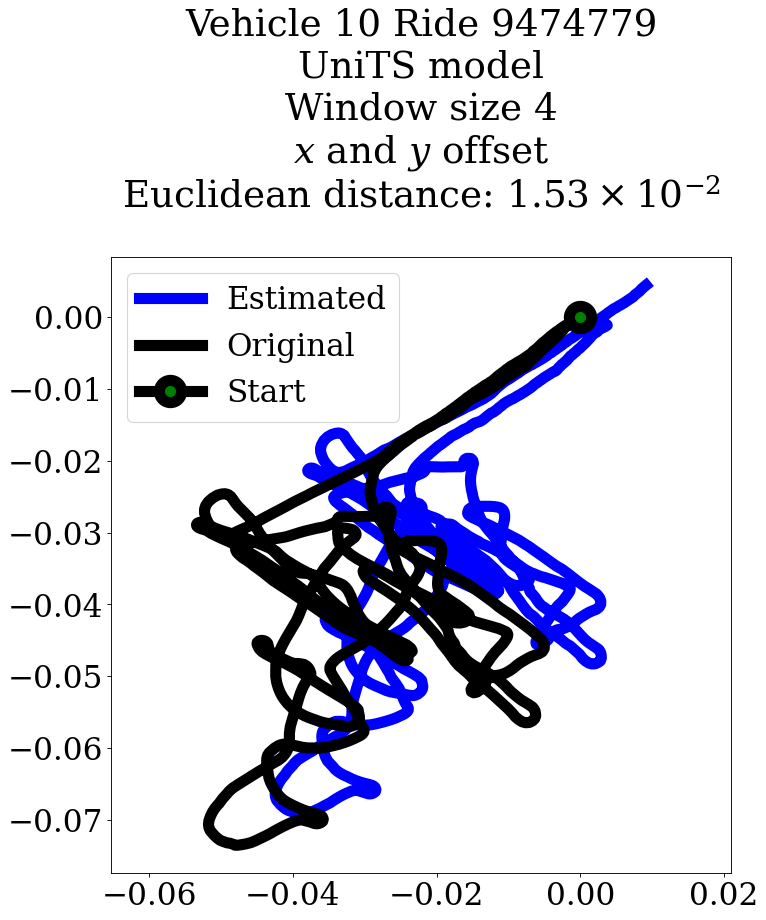 Vehicle 10 Ride 9474779
UniTS model
Window size 4
x and y offset
Euclidean distance: 1.53 × 10⁻²
Estimated
Original
Start
0.00
−0.01
−0.02
−0.03
−0.04
−0.05
−0.06
−0.07
−0.06 −0.04 −0.02 0.00 0.02